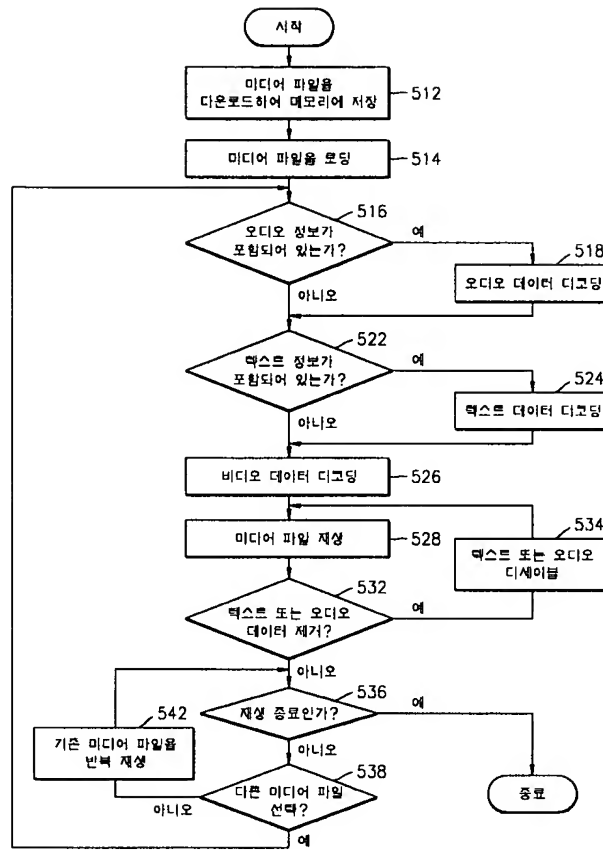 시작
미디어 파일을
다운로드하여 메모리에 저장
512
미디어 파일을 로딩
514
516
오디오 정보가
포함되어 있는가?
예
518
오디오 데이터 디코딩
아니오
522
텍스트 정보가
포함되어 있는가?
예
524
텍스트 데이터 디코딩
아니오
비디오 데이터 디코딩
526
미디어 파일 재생
528
534
텍스트 또는 오디오
디세이블
532
텍스트 또는 오디오
데이터 제거?
예
아니오
536
재생 종료인가?
예
542
기존 미디어 파일을
반복 재생
아니오
538
다른 미디어 파일
선택?
아니오
예
종료